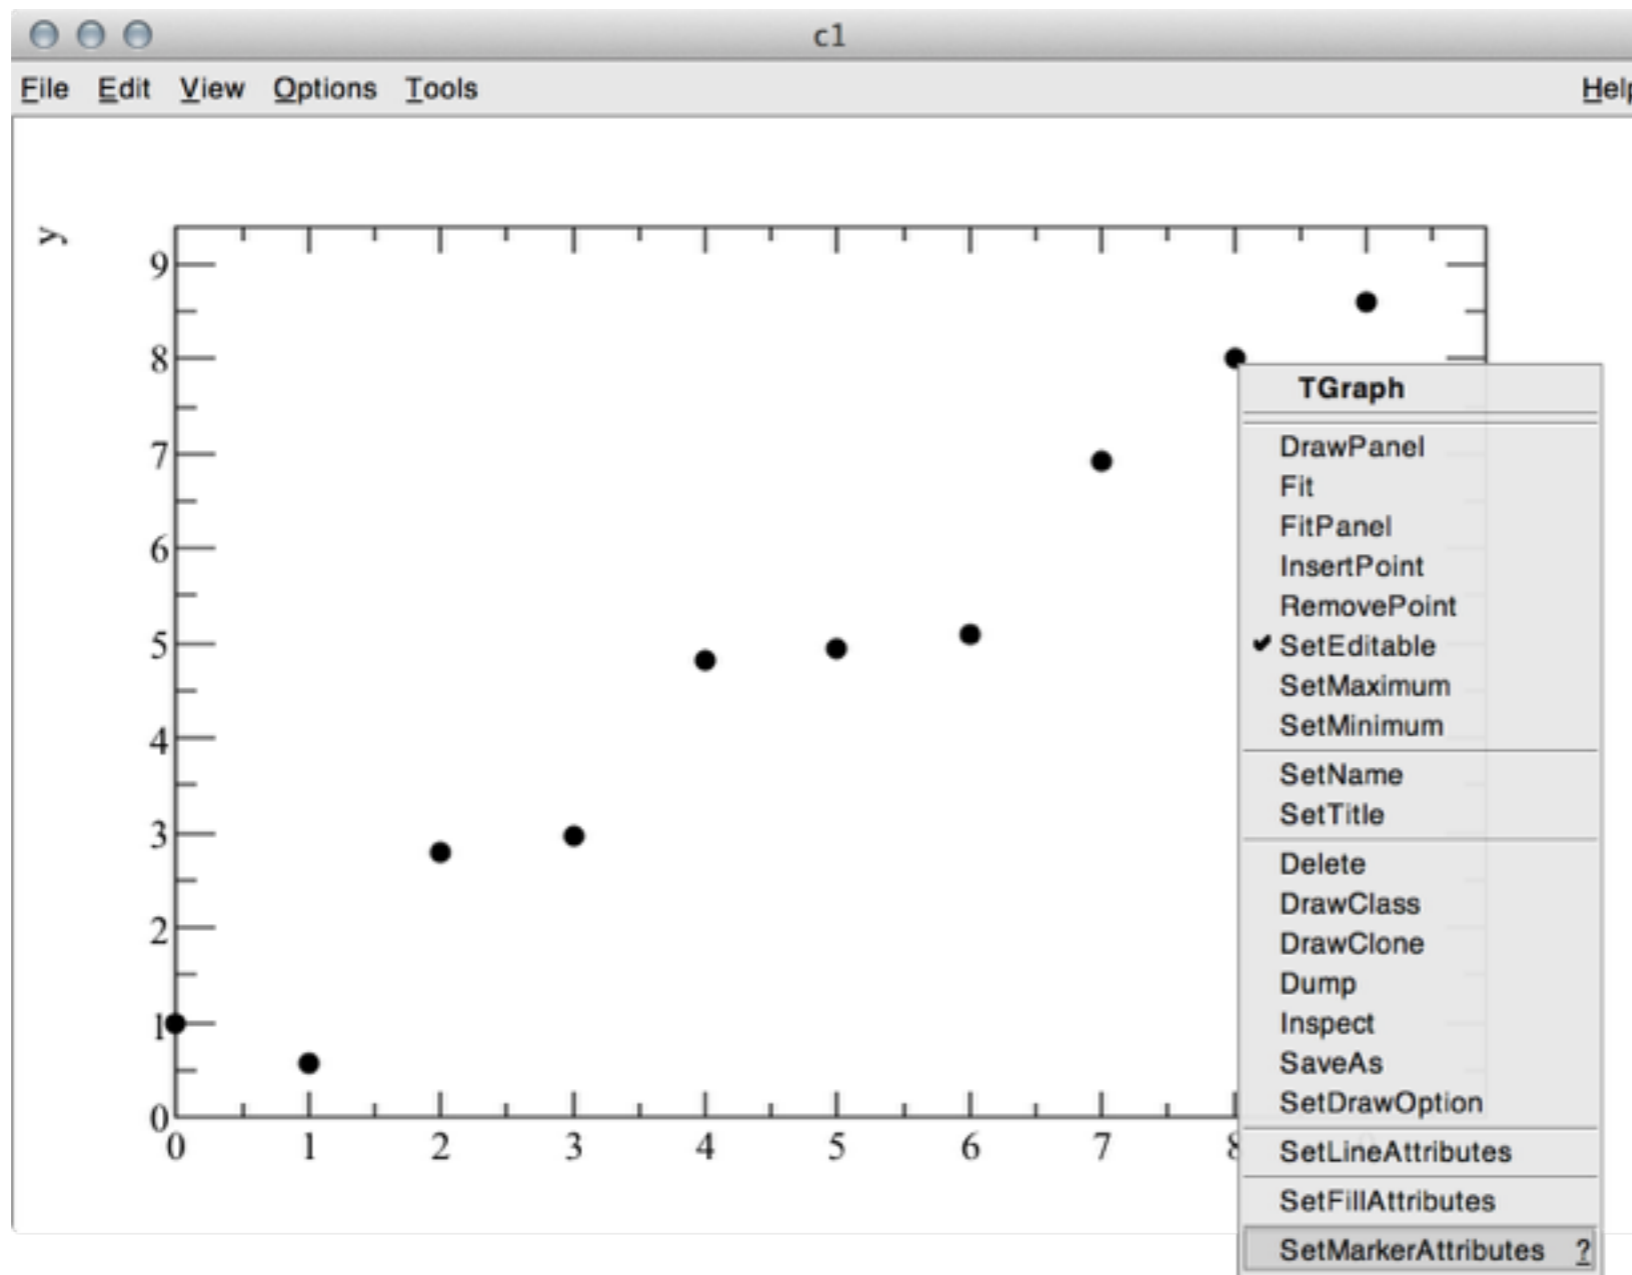 c1
File Edit View Options Tools
y
9
8
7
6
5
4
3
2
1
0
0 1 2 3 4 5 6 7 8
TGraph
DrawPanel
Fit
FitPanel
InsertPoint
RemovePoint
SetEditable
SetMaximum
SetMinimum
SetName
SetTitle
Delete
DrawClass
DrawClone
Dump
Inspect
SaveAs
SetDrawOption
SetLineAttributes
SetFillAttributes
SetMarkerAttributes ?